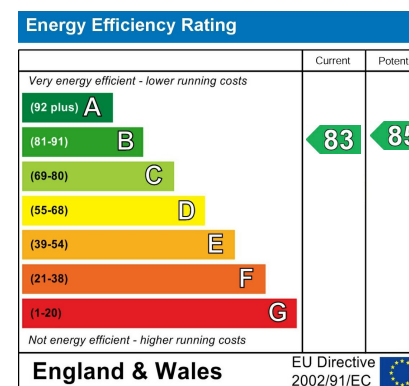 Energy Efficiency Rating
Current Potent
Very energy efficient - lower running costs
(92 plus) A
(81-91) B
83 85
(69-80) C
(55-68) D
(39-54) E
(21-38) F
(1-20) G
Not energy efficient - higher running costs
England & Wales
EU Directive
2002/91/EC